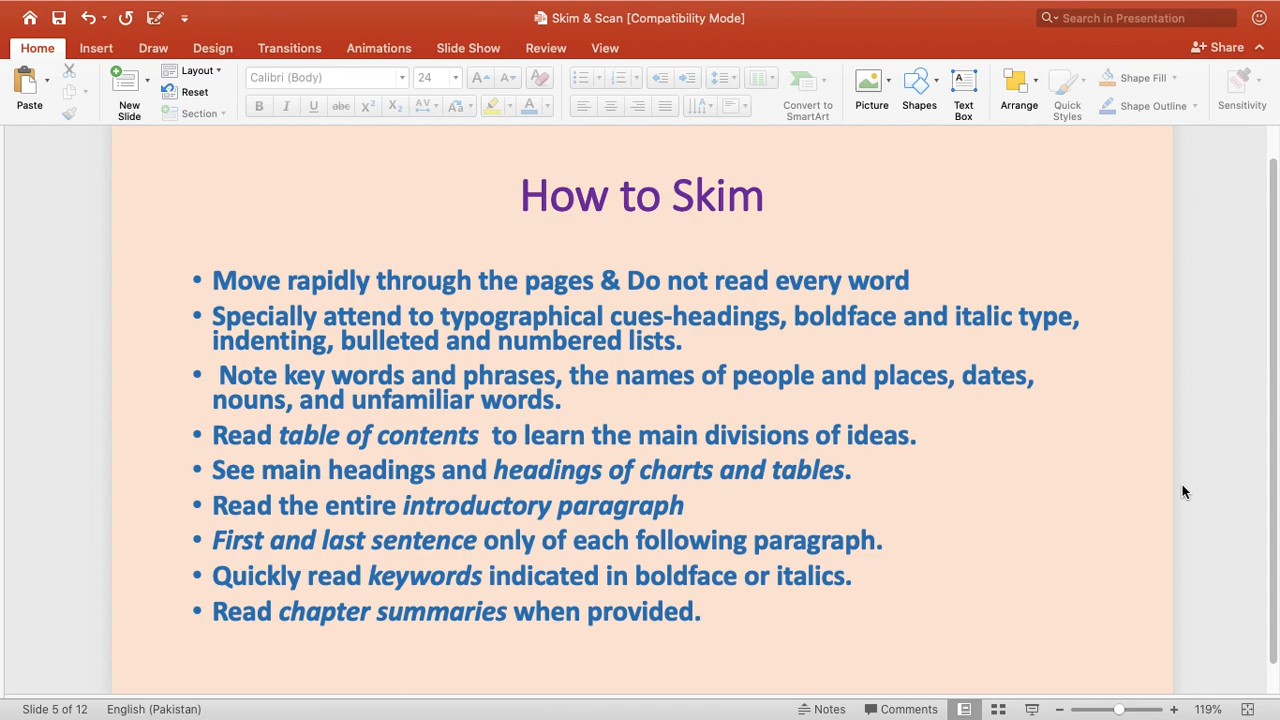 Skim & Scan [Compatibility Mode]
Search in Presentation
Home Insert Draw Design Transitions Animations Slide Show Review View
Share
Paste
New Slide
Layout
Reset
Section
Calibri (Body) 24
B I U abc X² X₂ AV Aa A
Convert to SmartArt
Picture
Shapes
Text Box
Arrange
Quick Styles
Shape Fill
Shape Outline
Sensitivity
How to Skim
• Move rapidly through the pages & Do not read every word
• Specially attend to typographical cues-headings, boldface and italic type,
indenting, bulleted and numbered lists.
• Note key words and phrases, the names of people and places, dates,
nouns, and unfamiliar words.
• Read table of contents to learn the main divisions of ideas.
• See main headings and headings of charts and tables.
• Read the entire introductory paragraph
• First and last sentence only of each following paragraph.
• Quickly read keywords indicated in boldface or italics.
• Read chapter summaries when provided.
Slide 5 of 12 English (Pakistan) Notes Comments 119%